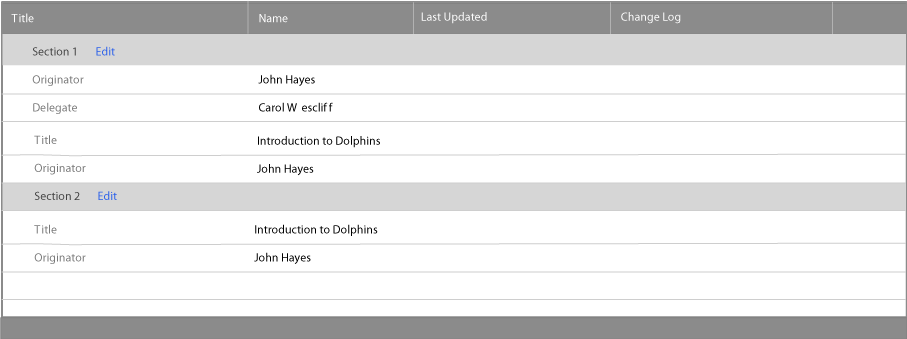 Title Name Last Updated Change Log
Section 1 Edit
Originator John Hayes
Delegate Carol W escliff
Title Introduction to Dolphins
Originator John Hayes
Section 2 Edit
Title Introduction to Dolphins
Originator John Hayes